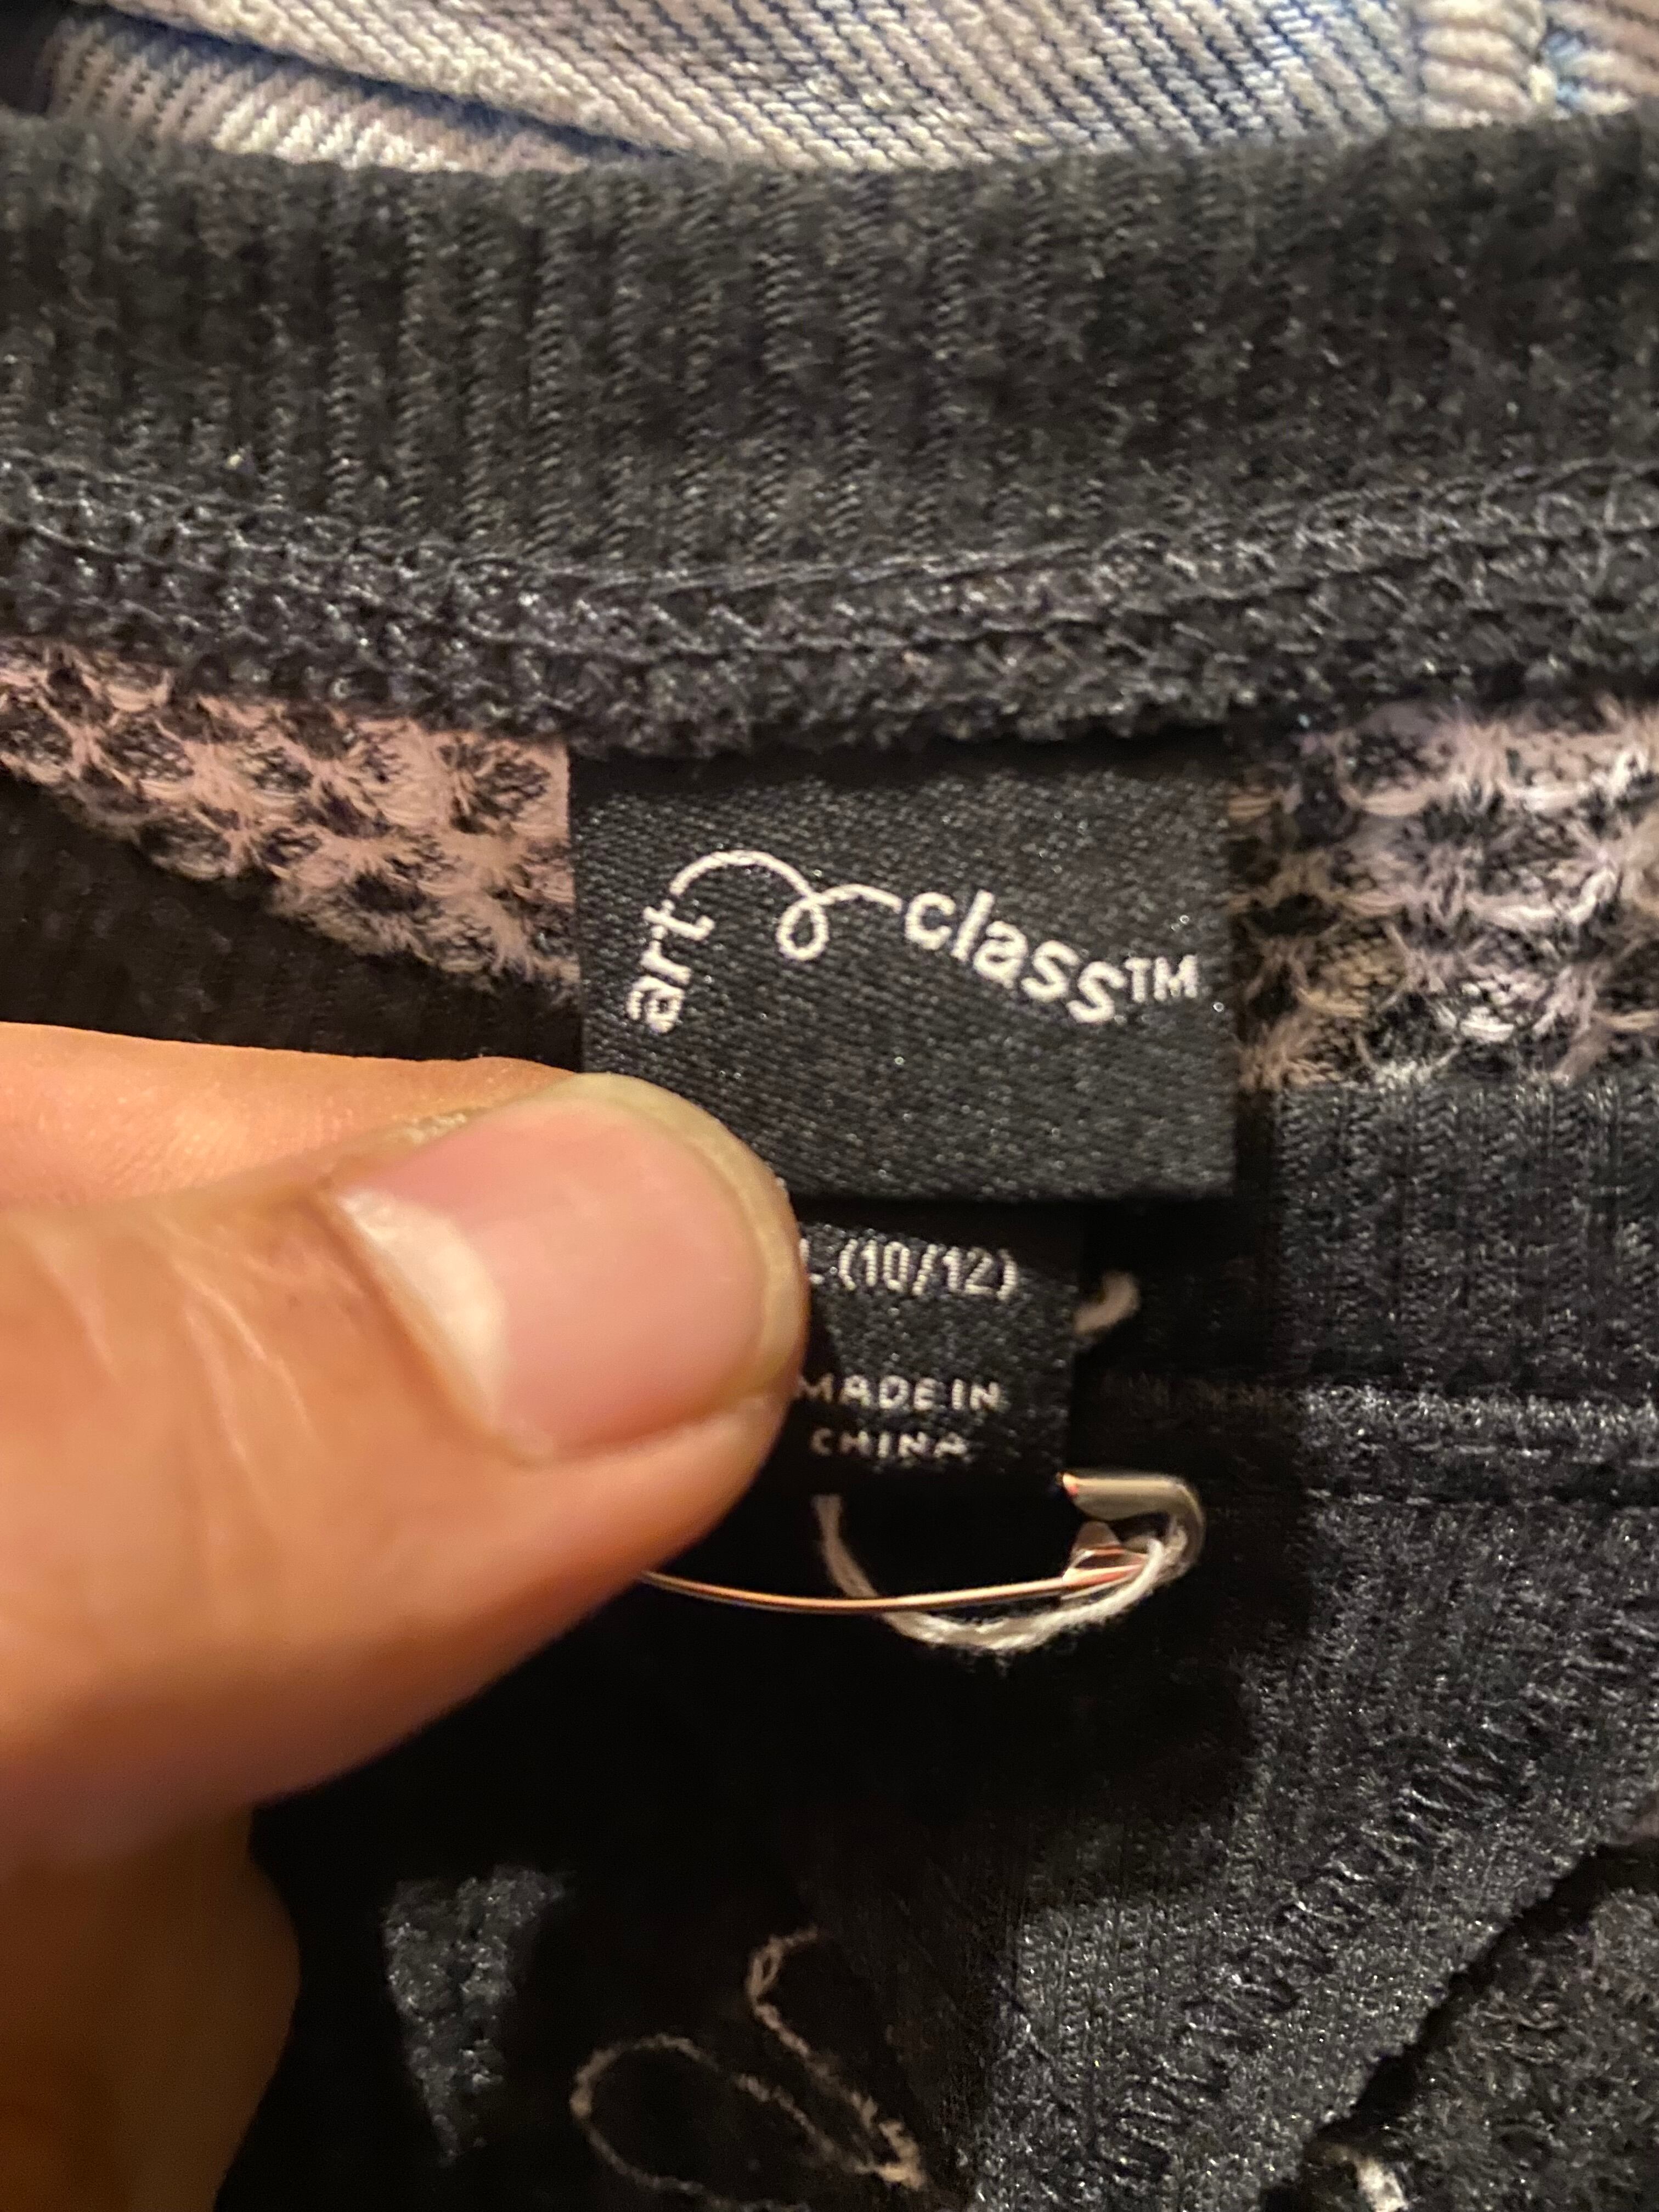 art class™
L (10/12)
MADE IN
CHINA